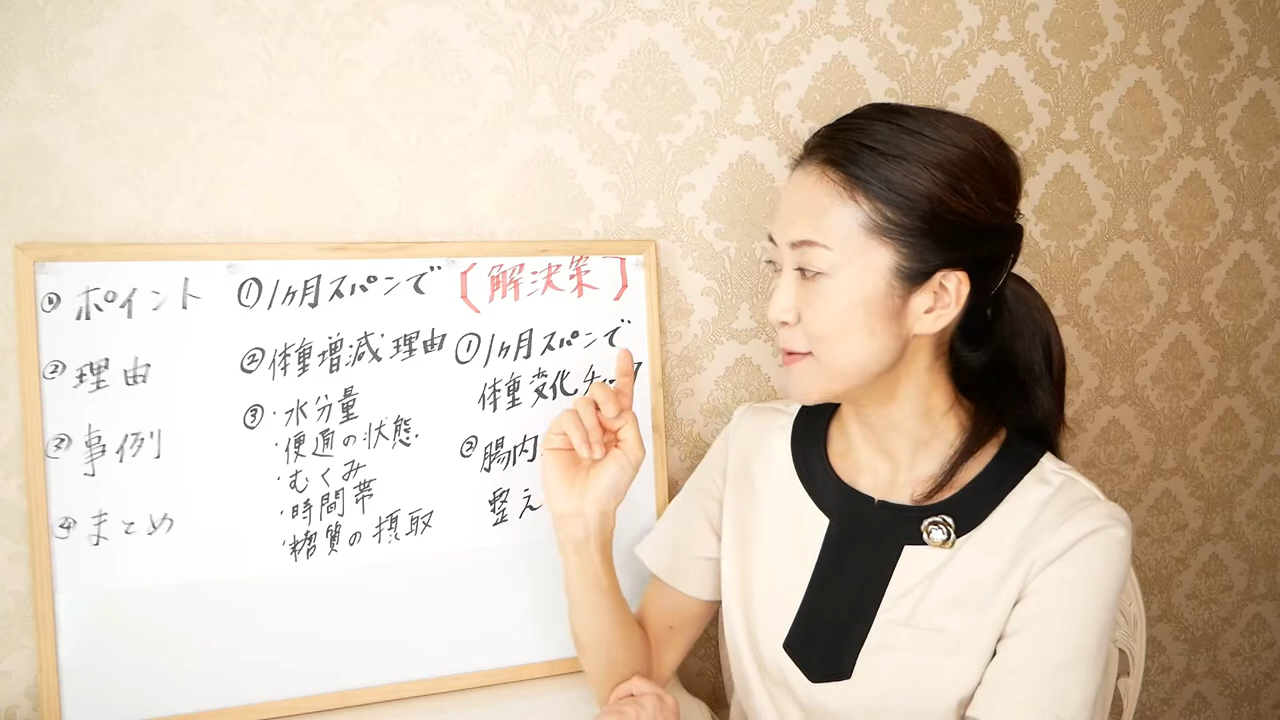 ① ポイント
② 理由
③ 事例
④ まとめ
① 1ヶ月スパンで
② 体重増減理由
③ ・水分量
・便通の状態
・むくみ
・時間帯
・糖質の摂取
【解決策】
① 1ヶ月スパンで
体重変化チ
② 腸内
整え